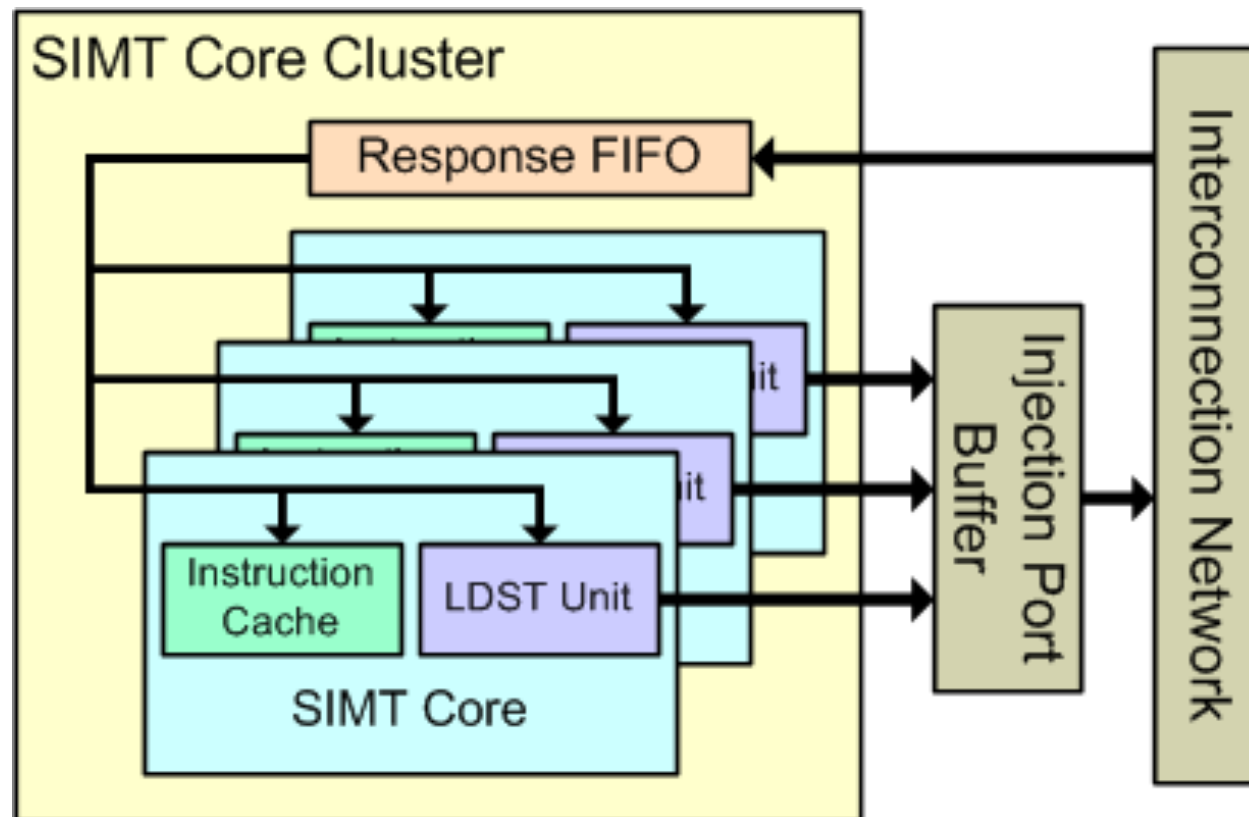 SIMT Core Cluster
Response FIFO
Instruction
Cache
LDST Unit
SIMT Core
Injection Port
Buffer
Interconnection Network